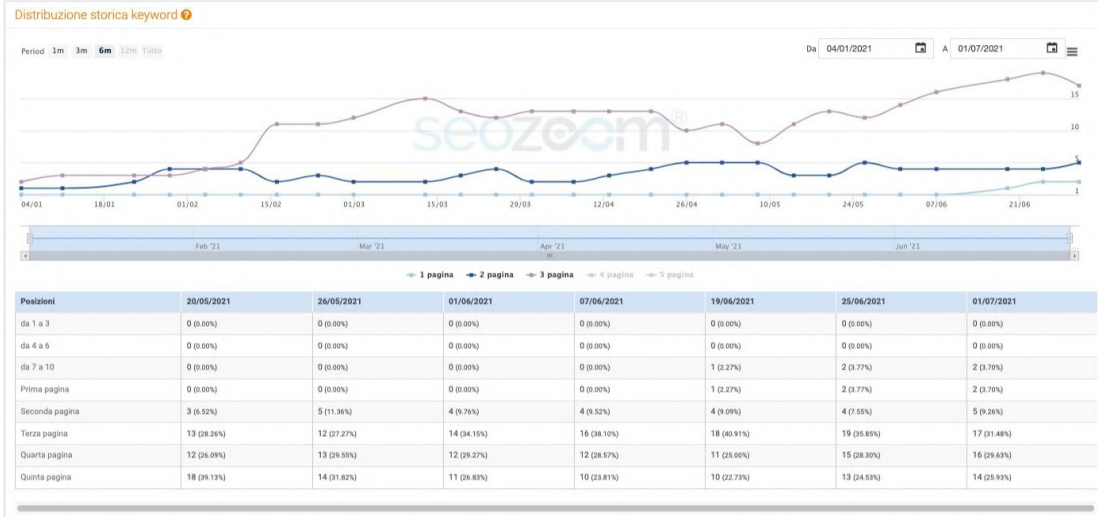 Distribuzione storica keyword ?
Period 1m 3m 6m 12m Tutto Da 04/01/2021 A 01/07/2021
15
10
5
1
seozoom®
04/01 18/01 01/02 15/02 01/03 15/03 29/03 12/04 26/04 10/05 24/05 07/06 21/06
Feb '21 Mar '21 Apr '21 May '21 Jun '21
1 pagina 2 pagina 3 pagina 4 pagina 5 pagina
Posizioni 20/05/2021 26/05/2021 01/06/2021 07/06/2021 19/06/2021 25/06/2021 01/07/2021
da 1 a 3 0 (0.00%) 0 (0.00%) 0 (0.00%) 0 (0.00%) 0 (0.00%) 0 (0.00%) 0 (0.00%)
da 4 a 6 0 (0.00%) 0 (0.00%) 0 (0.00%) 0 (0.00%) 0 (0.00%) 0 (0.00%) 0 (0.00%)
da 7 a 10 0 (0.00%) 0 (0.00%) 0 (0.00%) 0 (0.00%) 1 (2.27%) 2 (3.77%) 2 (3.70%)
Prima pagina 0 (0.00%) 0 (0.00%) 0 (0.00%) 0 (0.00%) 1 (2.27%) 2 (3.77%) 2 (3.70%)
Seconda pagina 3 (6.52%) 5 (11.36%) 4 (9.76%) 4 (9.52%) 4 (9.09%) 4 (7.55%) 5 (9.26%)
Terza pagina 13 (28.26%) 12 (27.27%) 14 (34.15%) 16 (38.10%) 18 (40.91%) 19 (35.85%) 17 (31.48%)
Quarta pagina 12 (26.09%) 13 (29.55%) 12 (29.27%) 12 (28.57%) 11 (25.00%) 15 (28.30%) 16 (29.63%)
Quinta pagina 18 (39.13%) 14 (31.82%) 11 (26.83%) 10 (23.81%) 10 (22.73%) 13 (24.53%) 14 (25.93%)